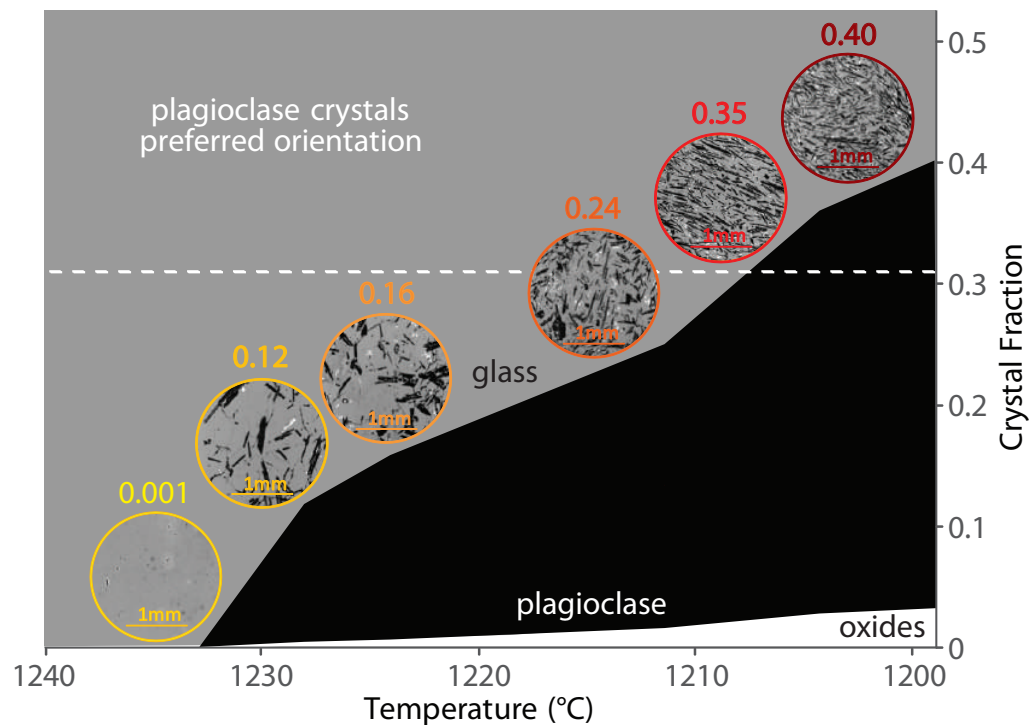 0.40
0.5
plagioclase crystals
preferred orientation
0.35
1mm
0.4
0.24
1mm
0.3
0.16
1mm
0.12
glass
1mm
0.2
0.001
1mm
0.1
1mm
plagioclase
oxides
0
Crystal Fraction
1240
1230
1220
1210
1200
Temperature (°C)